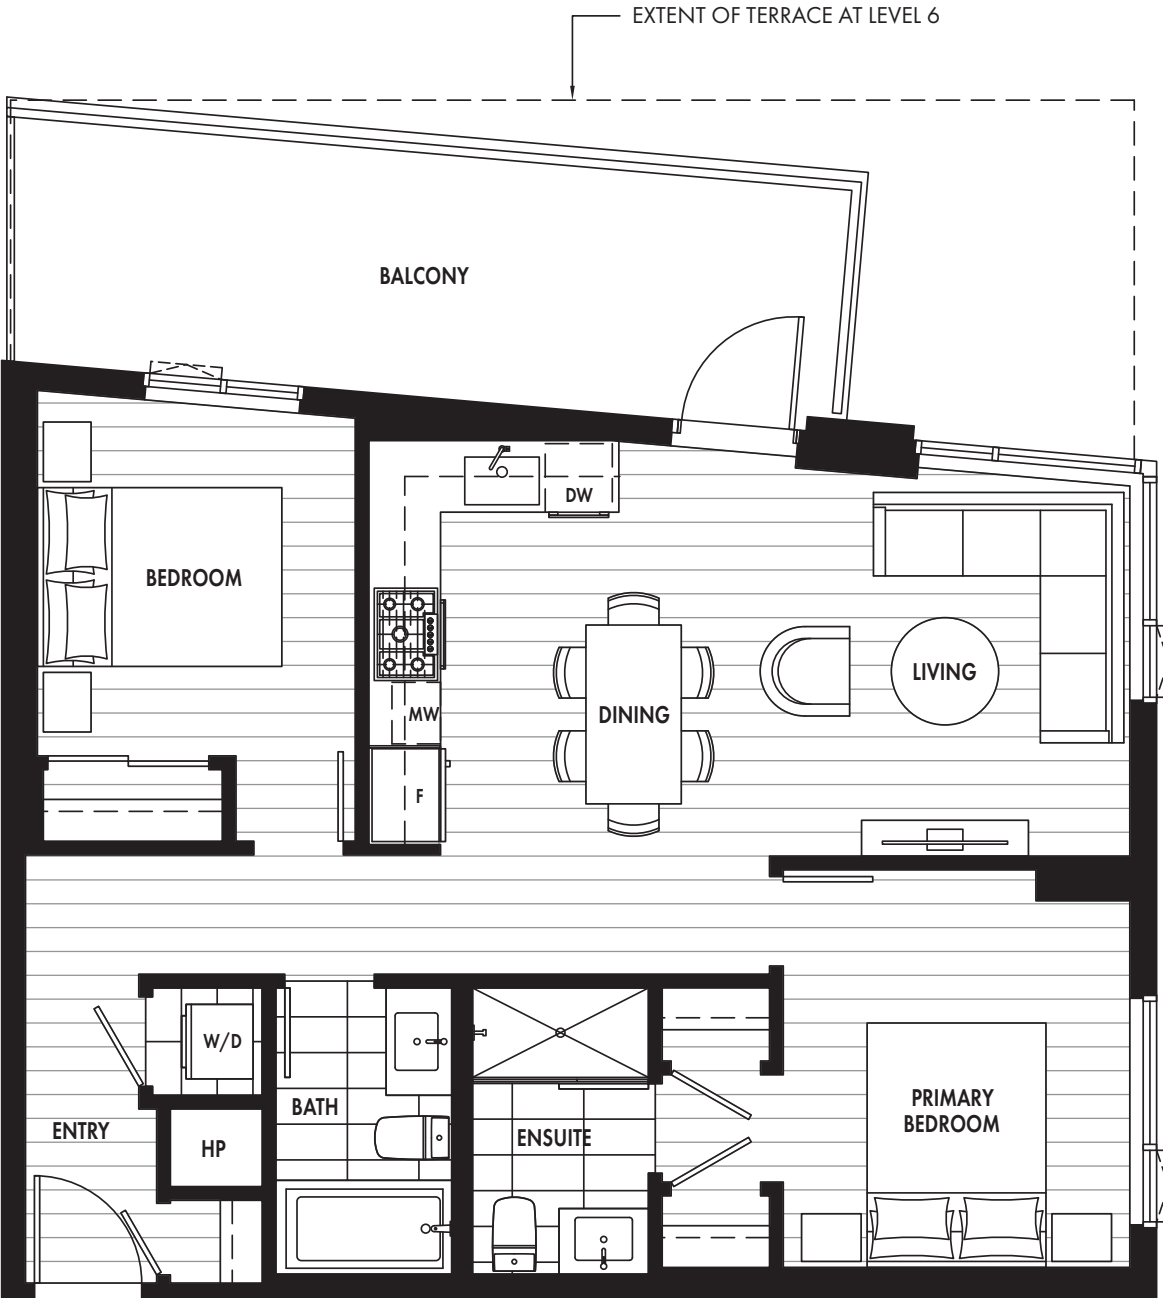 EXTENT OF TERRACE AT LEVEL 6
BALCONY
DW
BEDROOM
LIVING
MW
DINING
F
W/D
BATH
PRIMARY
BEDROOM
ENTRY
ENSUITE
HP